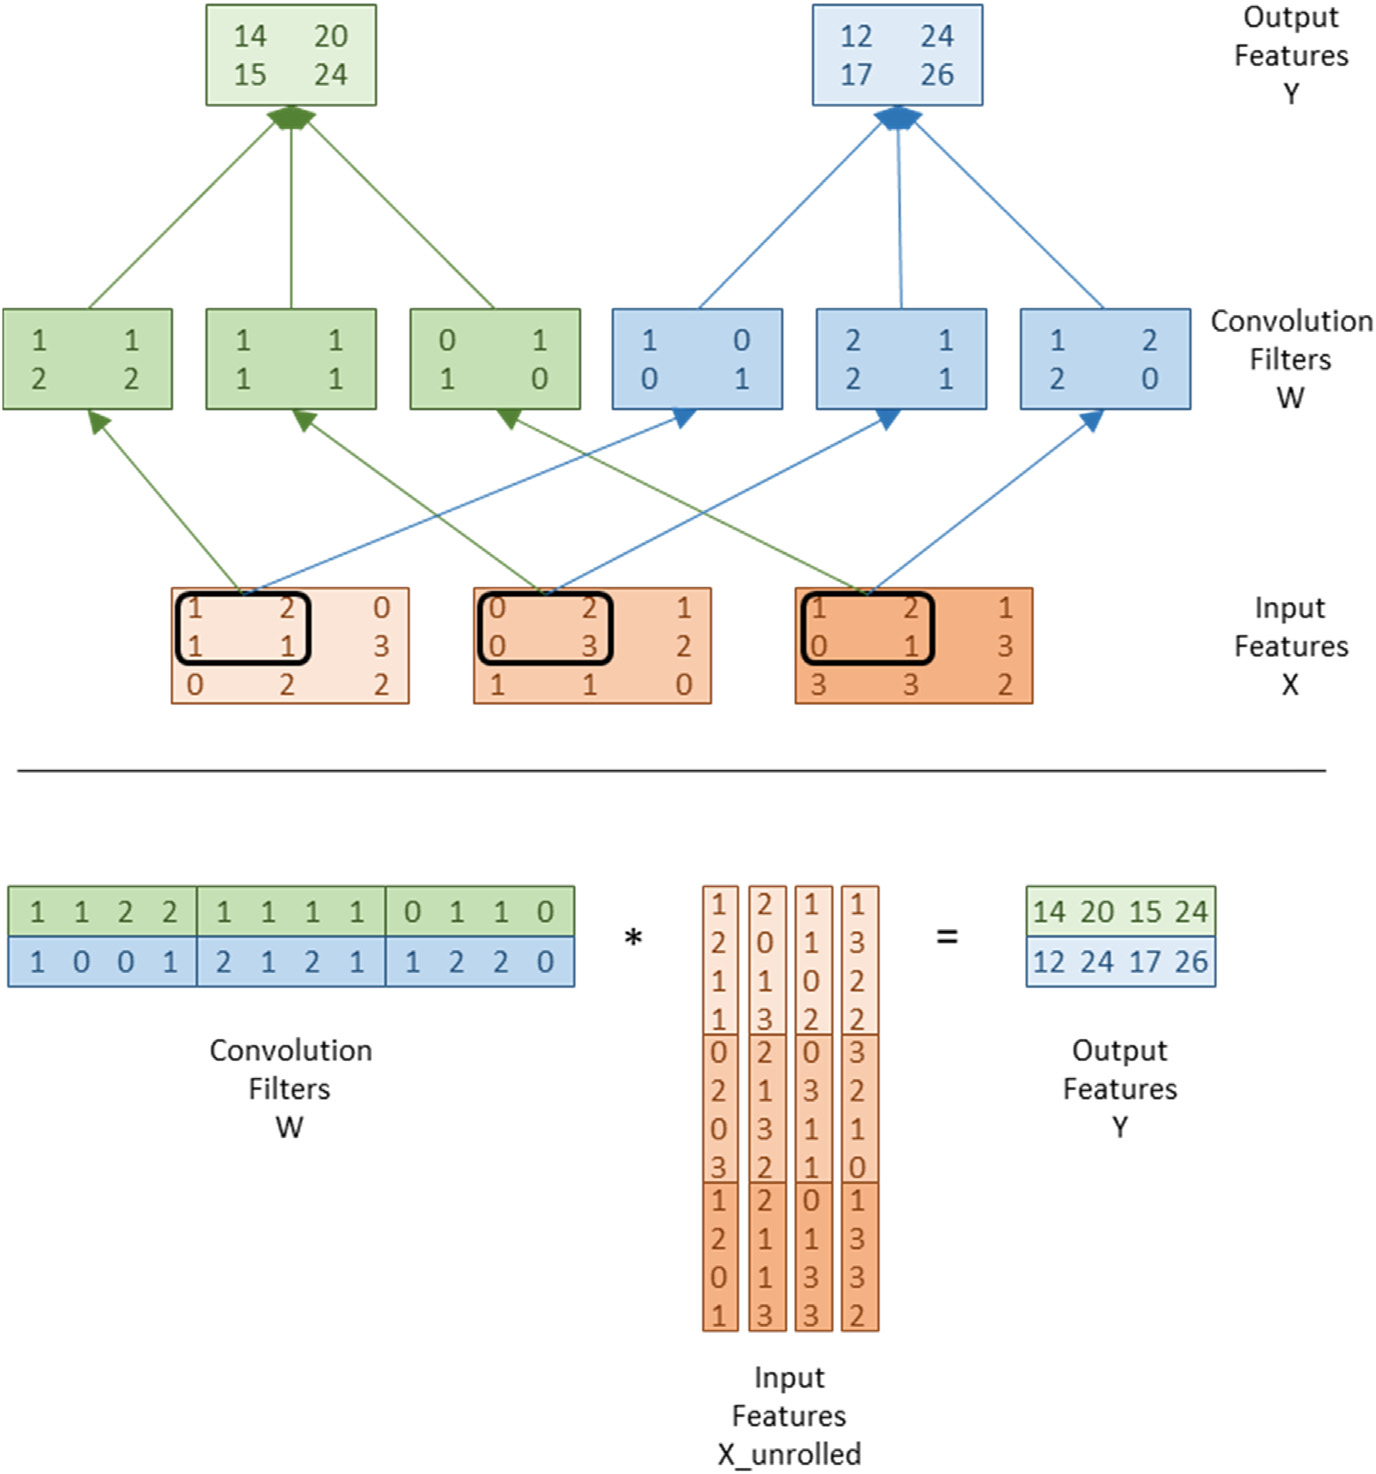 14 20
15 24
12 24
17 26
Output
Features
Y
1 1
2 2
1 1
1 1
0 1
1 0
1 0
0 1
2 1
2 1
1 2
2 0
Convolution
Filters
W
1 2 0
1 1 3
0 2 2
0 2 1
0 3 2
1 1 0
1 2 1
0 1 3
3 3 2
Input
Features
X
1 1 2 2 1 1 1 1 0 1 1 0
1 0 0 1 2 1 2 1 1 2 2 0
Convolution
Filters
W
*
1 2 1 1
2 0 1 3
1 1 0 2
1 3 2 2
0 2 0 3
2 1 3 2
0 3 1 1
3 2 1 0
1 2 0 1
2 1 1 3
0 1 3 3
1 3 3 2
Input
Features
X_unrolled
=
14 20 15 24
12 24 17 26
Output
Features
Y